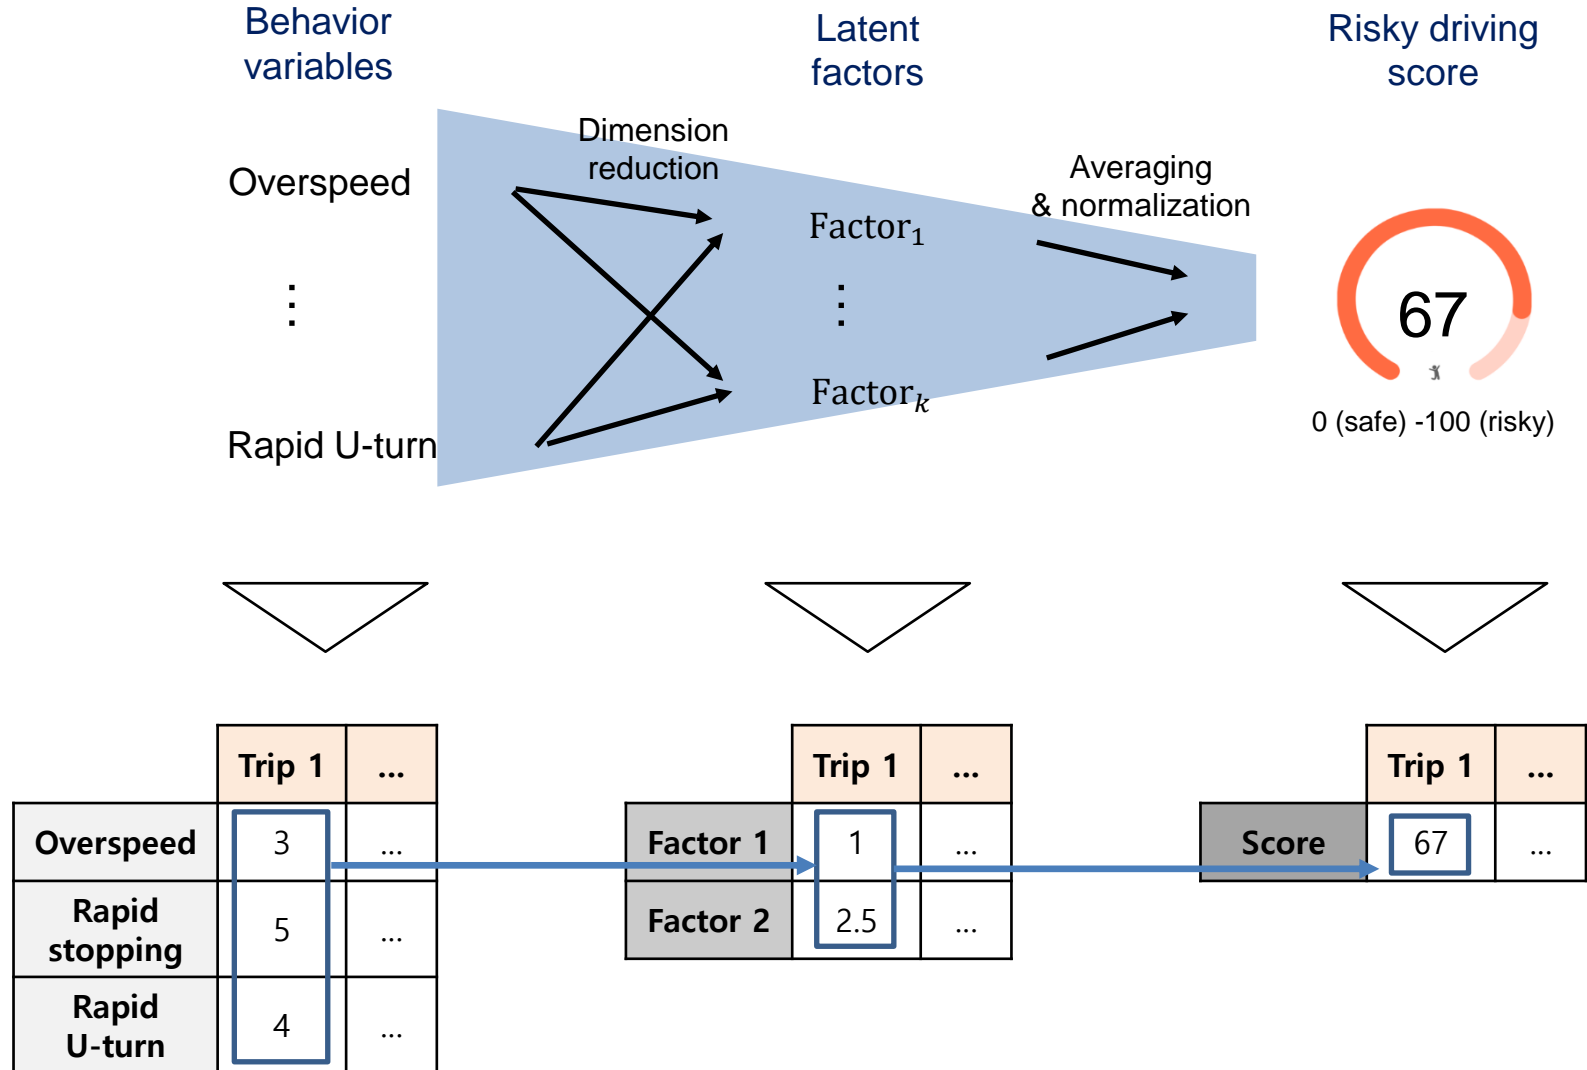 Behavior
variables
Latent
factors
Risky driving
score
Dimension
reduction
Averaging
& normalization
Overspeed
⋮
Rapid U-turn
Factor₁
⋮
Factorₖ
67
0 (safe) -100 (risky)
Trip 1 ...
Overspeed 3 ...
Rapid
stopping 5 ...
Rapid
U-turn 4 ...
Trip 1 ...
Factor 1 1 ...
Factor 2 2.5 ...
Trip 1 ...
Score 67 ...